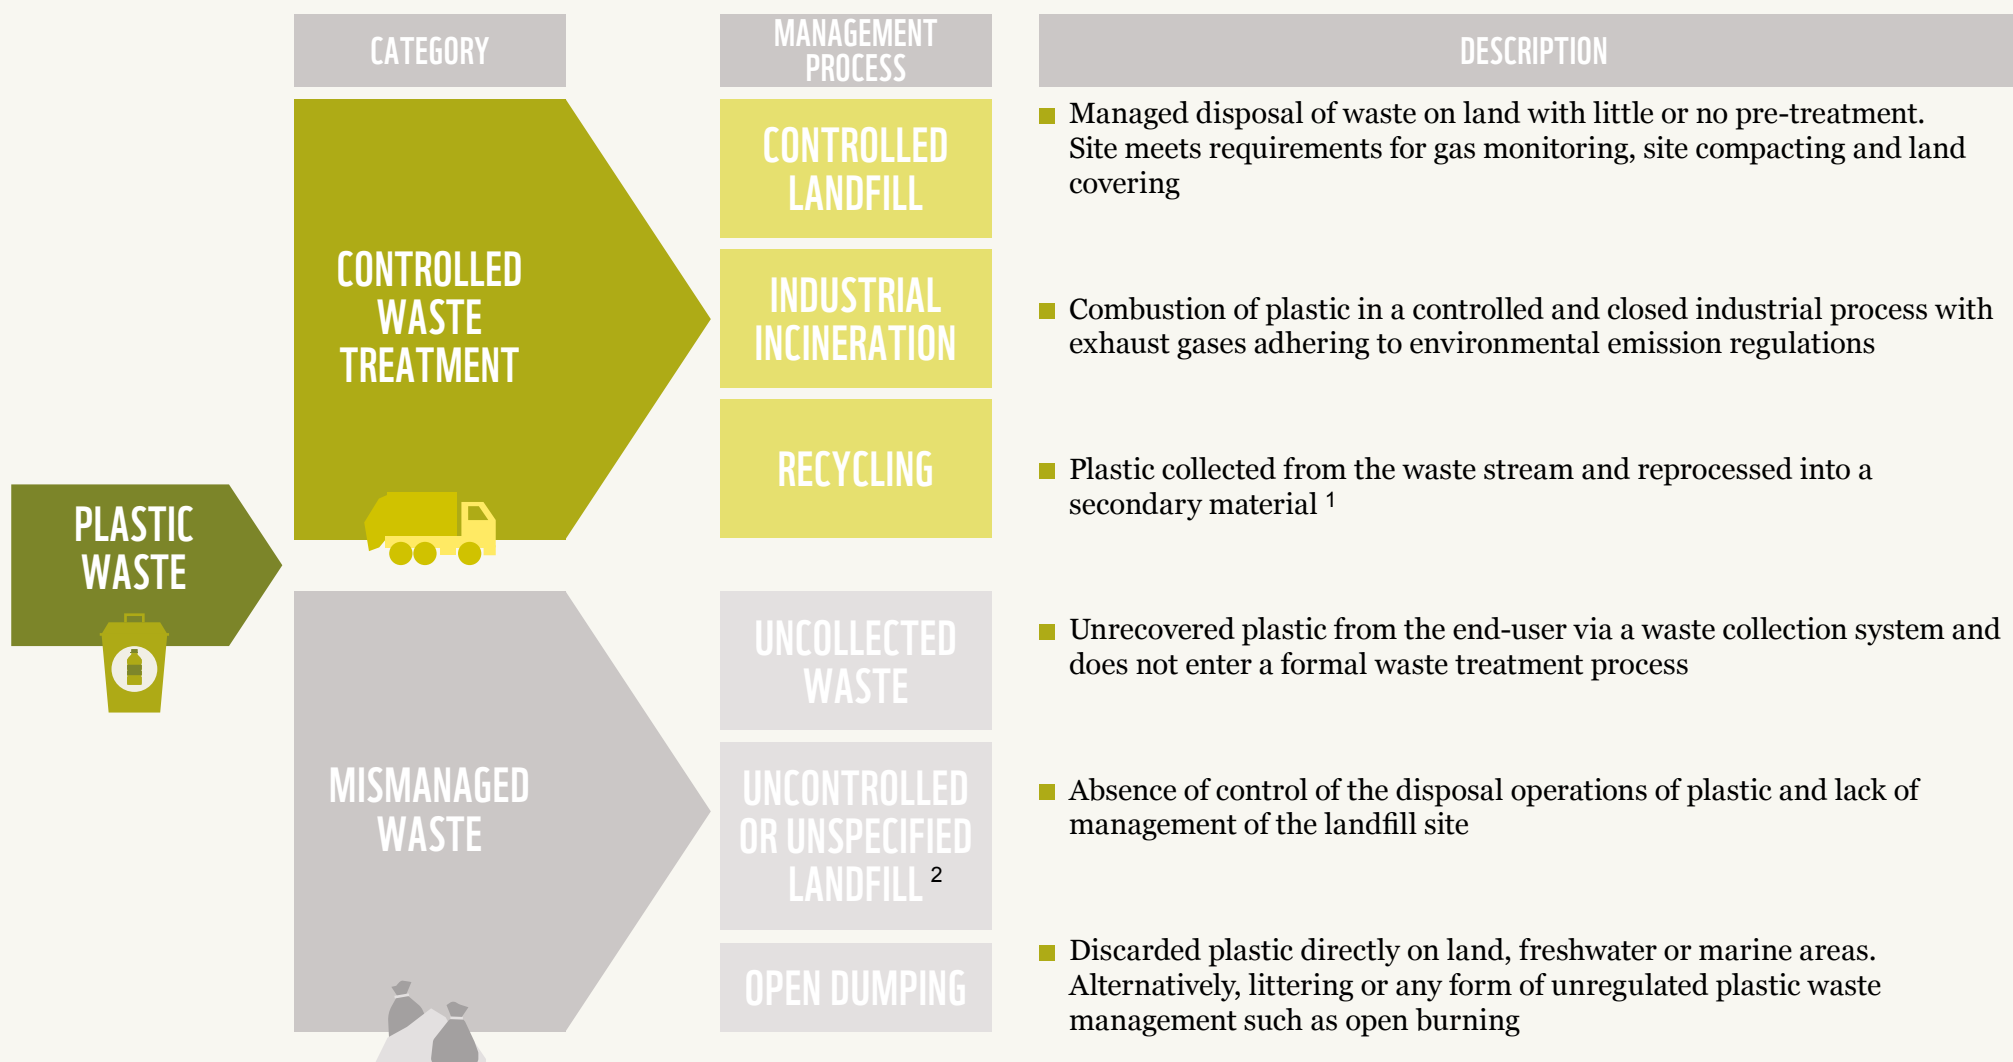 CATEGORY
MANAGEMENT
PROCESS
DESCRIPTION
PLASTIC
WASTE
CONTROLLED
WASTE
TREATMENT
CONTROLLED
LANDFILL
Managed disposal of waste on land with little or no pre-treatment.
Site meets requirements for gas monitoring, site compacting and land
covering
INDUSTRIAL
INCINERATION
Combustion of plastic in a controlled and closed industrial process with
exhaust gases adhering to environmental emission regulations
RECYCLING
Plastic collected from the waste stream and reprocessed into a
secondary material 1
MISMANAGED
WASTE
UNCOLLECTED
WASTE
Unrecovered plastic from the end-user via a waste collection system and
does not enter a formal waste treatment process
UNCONTROLLED
OR UNSPECIFIED
LANDFILL 2
Absence of control of the disposal operations of plastic and lack of
management of the landfill site
OPEN DUMPING
Discarded plastic directly on land, freshwater or marine areas.
Alternatively, littering or any form of unregulated plastic waste
management such as open burning